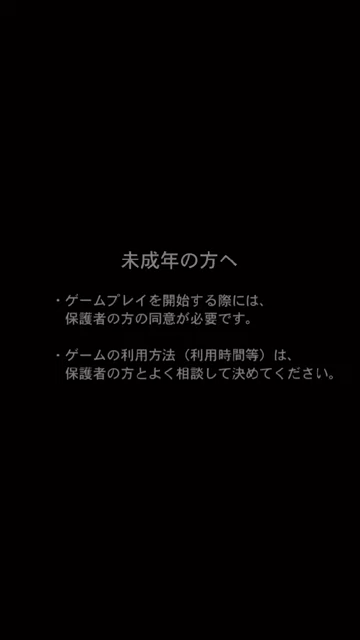 未成年の方へ
・ゲームプレイを開始する際には、
保護者の方の同意が必要です。
・ゲームの利用方法（利用時間等）は、
保護者の方とよく相談して決めてください。